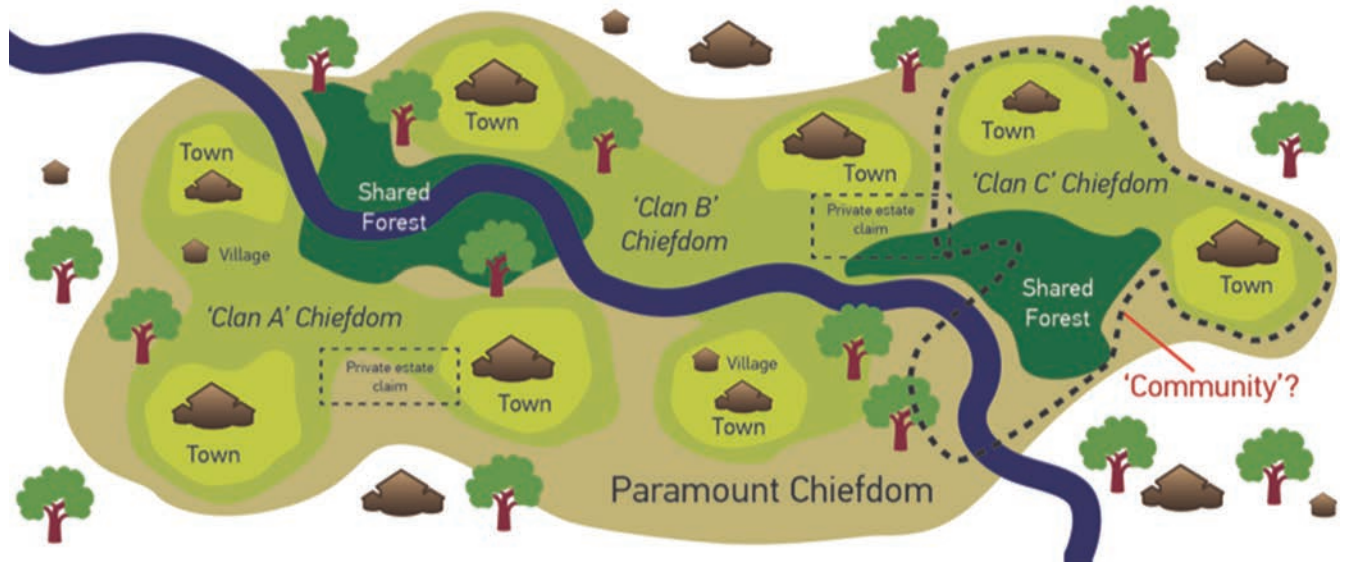 Town
Town
Shared
Forest
Village
'Clan A' Chiefdom
Private estate
claim
Town
Town
'Clan B'
Chiefdom
Town
Private estate
claim
Village
Town
Town
'Clan C' Chiefdom
Town
Shared
Forest
'Community'?
Paramount Chiefdom